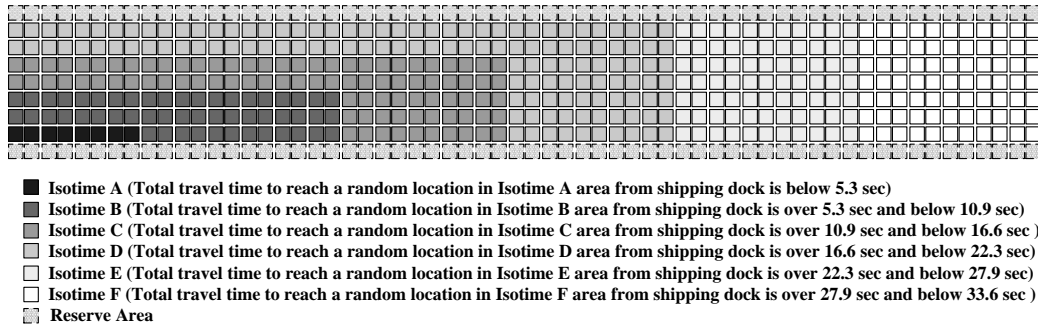 Isotime A (Total travel time to reach a random location in Isotime A area from shipping dock is below 5.3 sec)
Isotime B (Total travel time to reach a random location in Isotime B area from shipping dock is over 5.3 sec and below 10.9 sec)
Isotime C (Total travel time to reach a random location in Isotime C area from shipping dock is over 10.9 sec and below 16.6 sec )
Isotime D (Total travel time to reach a random location in Isotime D area from shipping dock is over 16.6 sec and below 22.3 sec)
Isotime E (Total travel time to reach a random location in Isotime E area from shipping dock is over 22.3 sec and below 27.9 sec)
Isotime F (Total travel time to reach a random location in Isotime F area from shipping dock is over 27.9 sec and below 33.6 sec )
Reserve Area